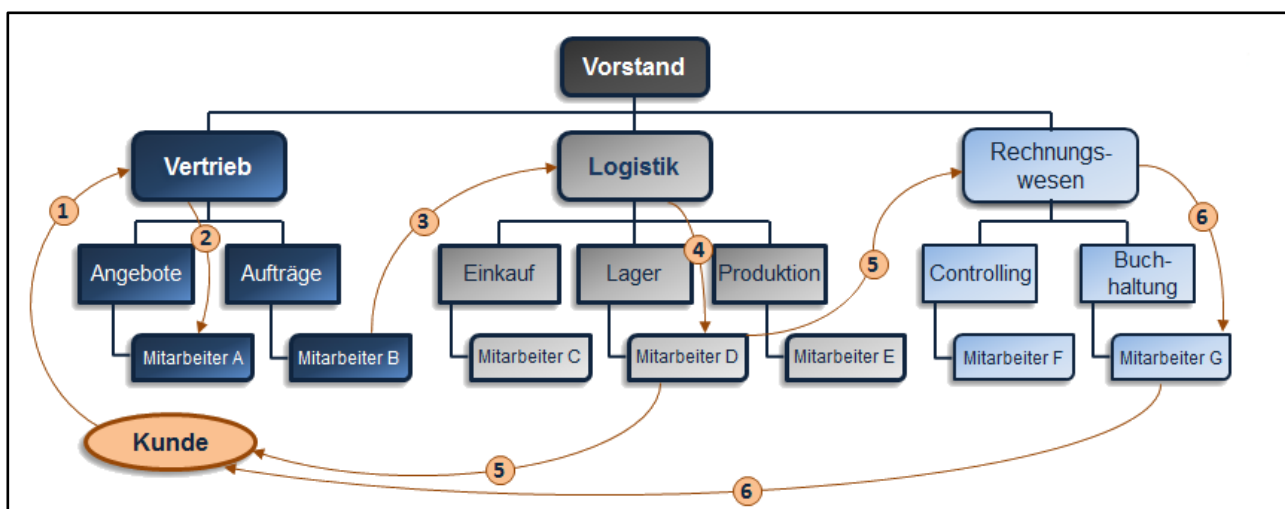 Vorstand
Vertrieb
Logistik
Rechnungs-
wesen
1
2
3
4
5
6
Angebote
Aufträge
Einkauf
Lager
Produktion
Controlling
Buch-
haltung
Mitarbeiter A
Mitarbeiter B
Mitarbeiter C
Mitarbeiter D
Mitarbeiter E
Mitarbeiter F
Mitarbeiter G
Kunde
5
6